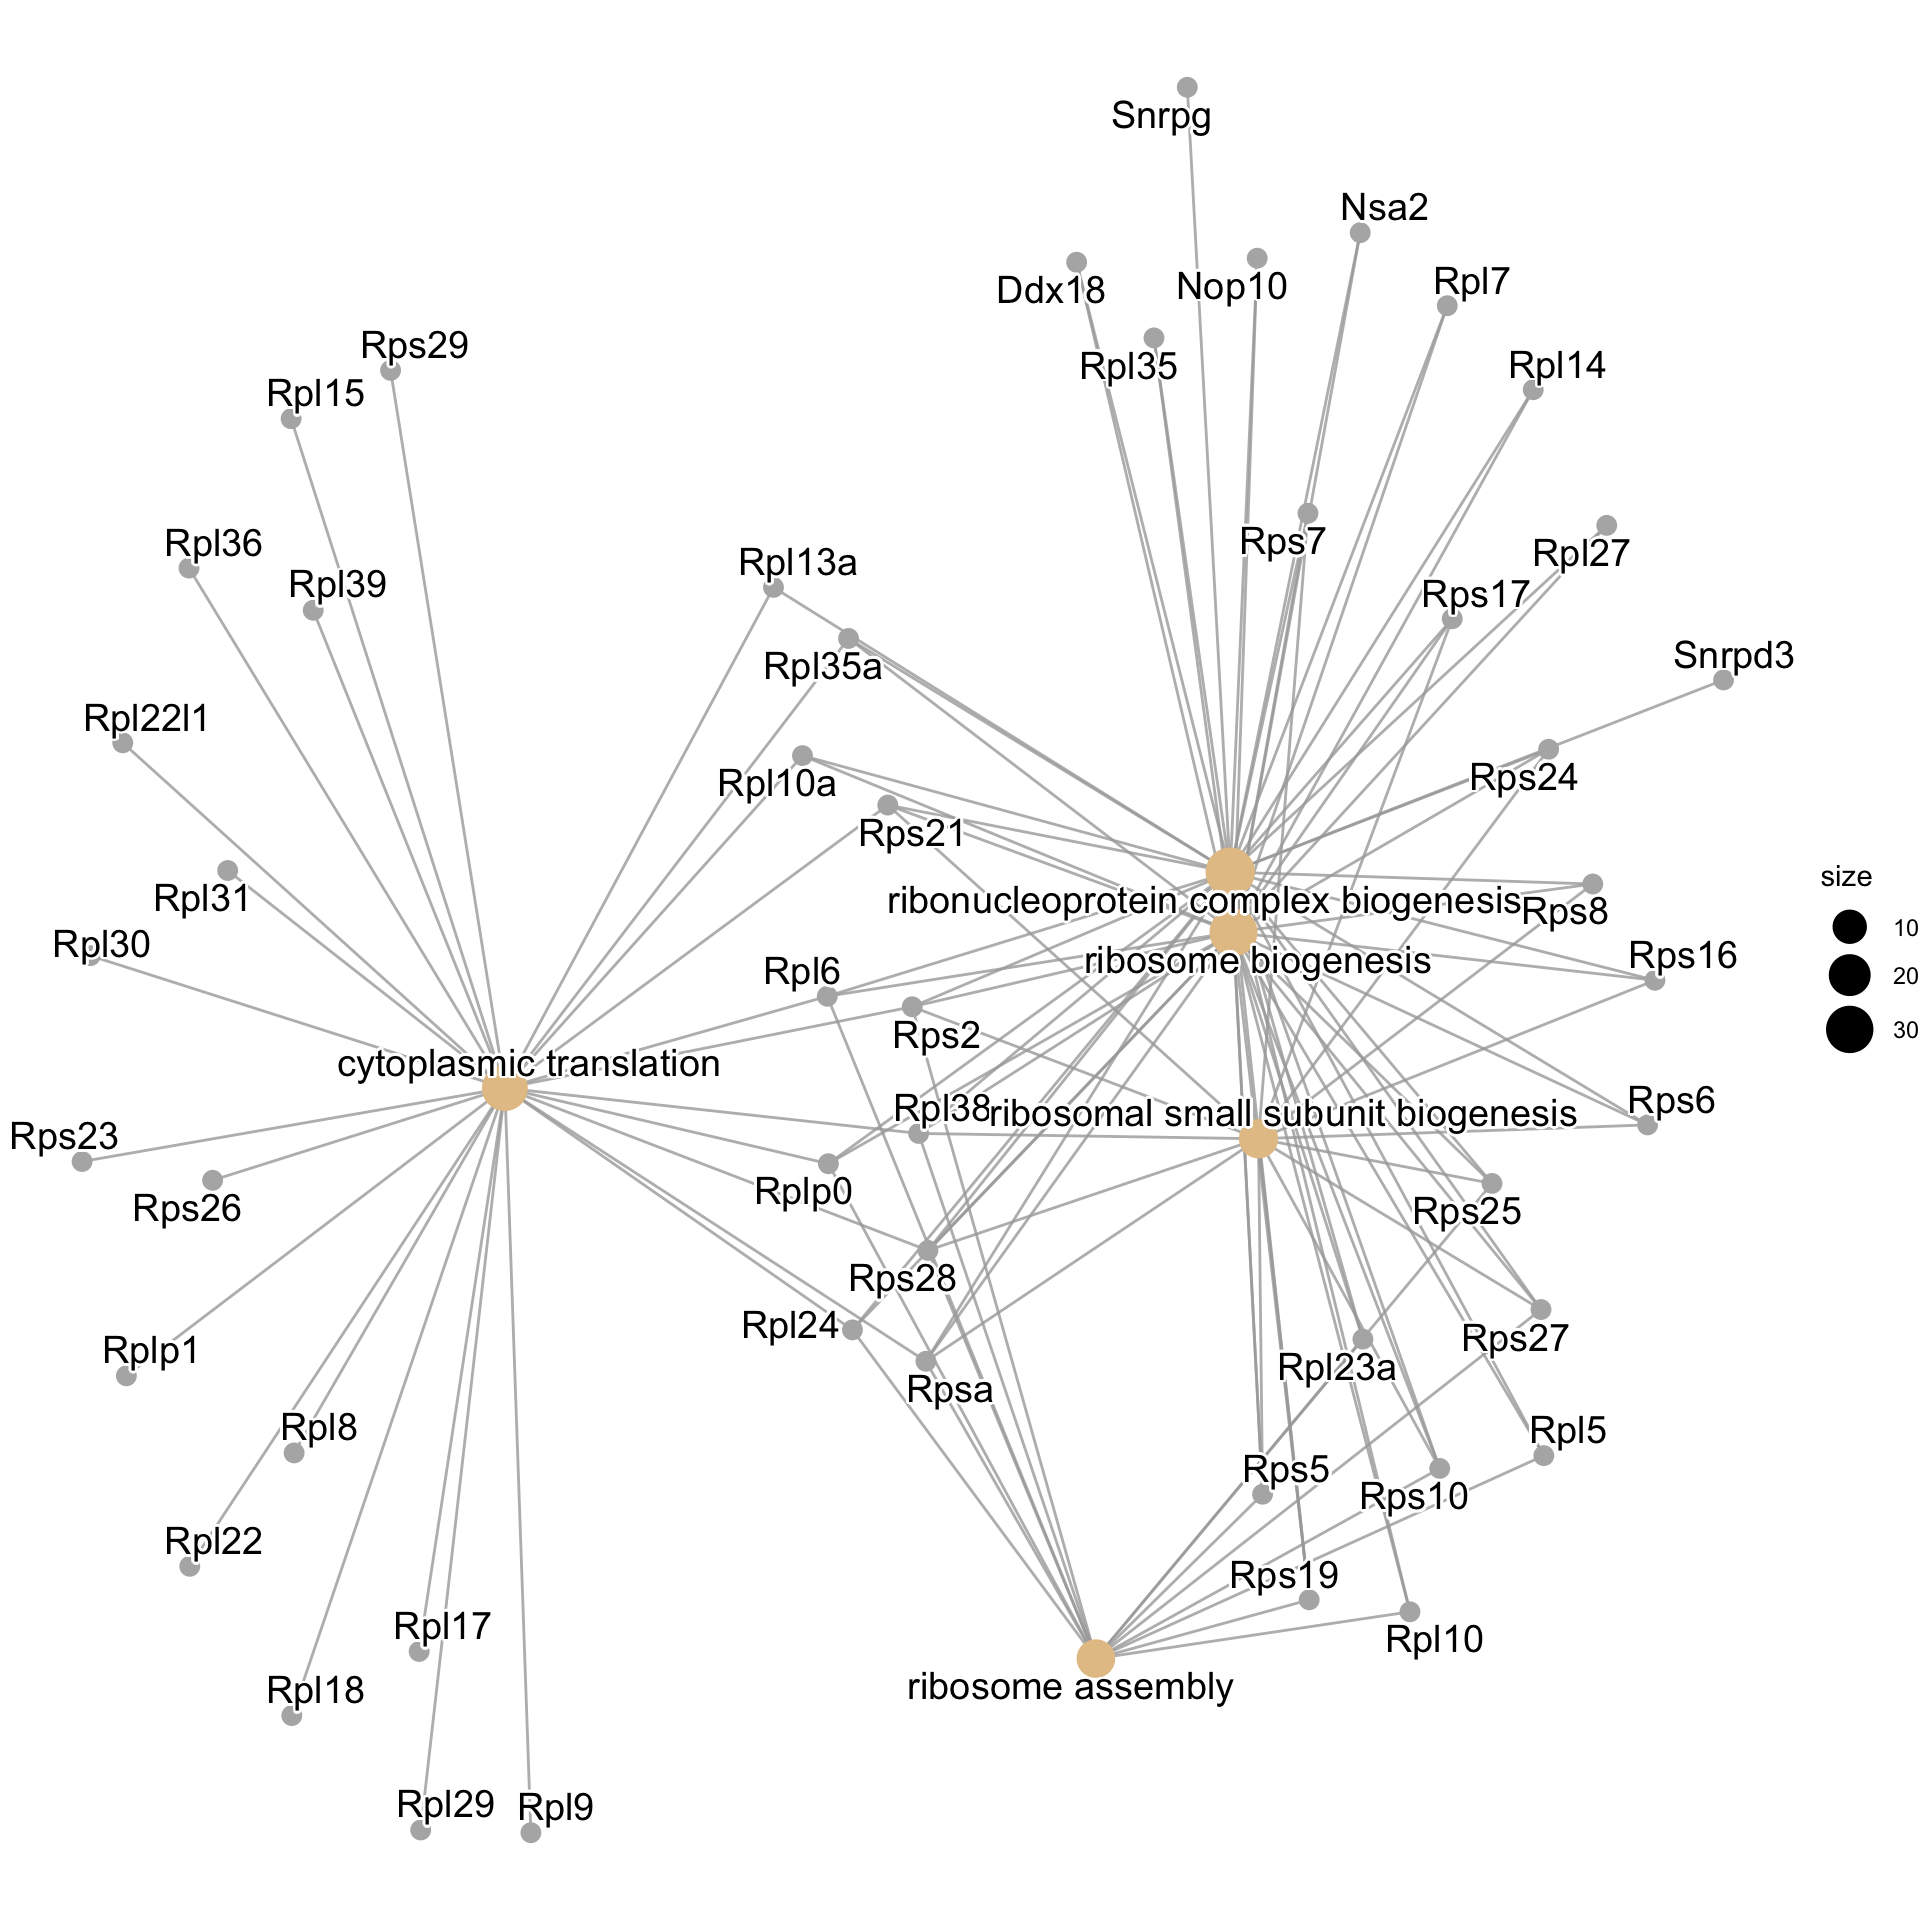 Snrpg
Nsa2
Ddx18
Nop10
Rpl7
Rps29
Rpl35
Rpl14
Rpl15
Rps7
Rpl36
Rpl27
Rpl13a
Rpl39
Rps17
Rpl35a
Snrpd3
Rpl22l1
Rpl10a
Rps24
Rps21
size
Rpl31
ribonucleoprotein complex biogenesis
Rps8
10
Rpl30
ribosome biogenesis
Rps16
Rpl6
20
Rps2
30
cytoplasmic translation
Rpl38
ribosomal small subunit biogenesis
Rps6
Rps23
Rplp0
Rps26
Rps25
Rps28
Rpl24
Rps27
Rplp1
Rpl23a
Rpsa
Rpl8
Rpl5
Rps5
Rps10
Rpl22
Rps19
Rpl17
Rpl10
Rpl18
ribosome assembly
Rpl29
Rpl9